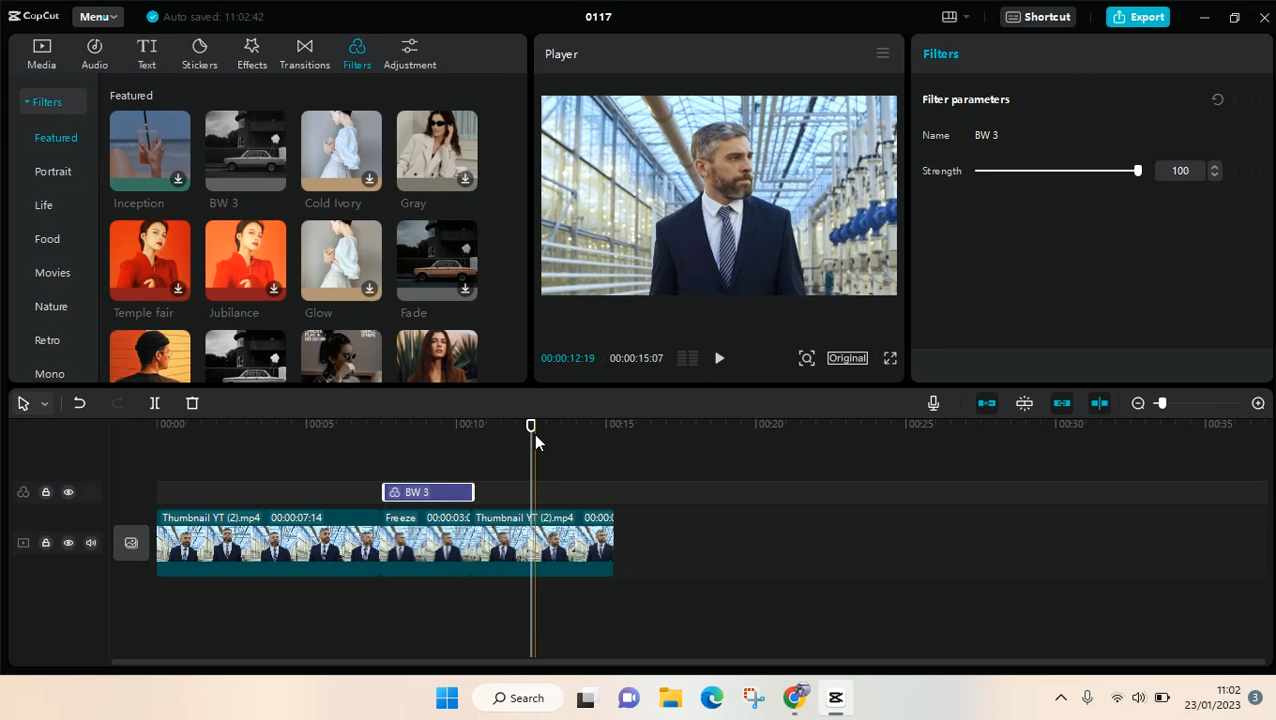 CapCut Menu Auto saved: 11:02:42 0117 Shortcut Export
Media Audio Text Stickers Effects Transitions Filters Adjustment
Filters
Featured
Portrait
Life
Food
Movies
Nature
Retro
Mono
Featured
Inception BW 3 Cold Ivory Gray
Temple fair Jubilance Glow Fade
Player
00:00:12:19 00:00:15:07 Original
Filters
Filter parameters
Name BW 3
Strength 100
00:00 00:05 00:10 00:15 00:20 00:25 00:30 00:35
BW 3
Thumbnail YT (2).mp4 00:00:07:14 Freeze 00:00:03:0 Thumbnail YT (2).mp4 00:00:0
Search
11:02
23/01/2023
3